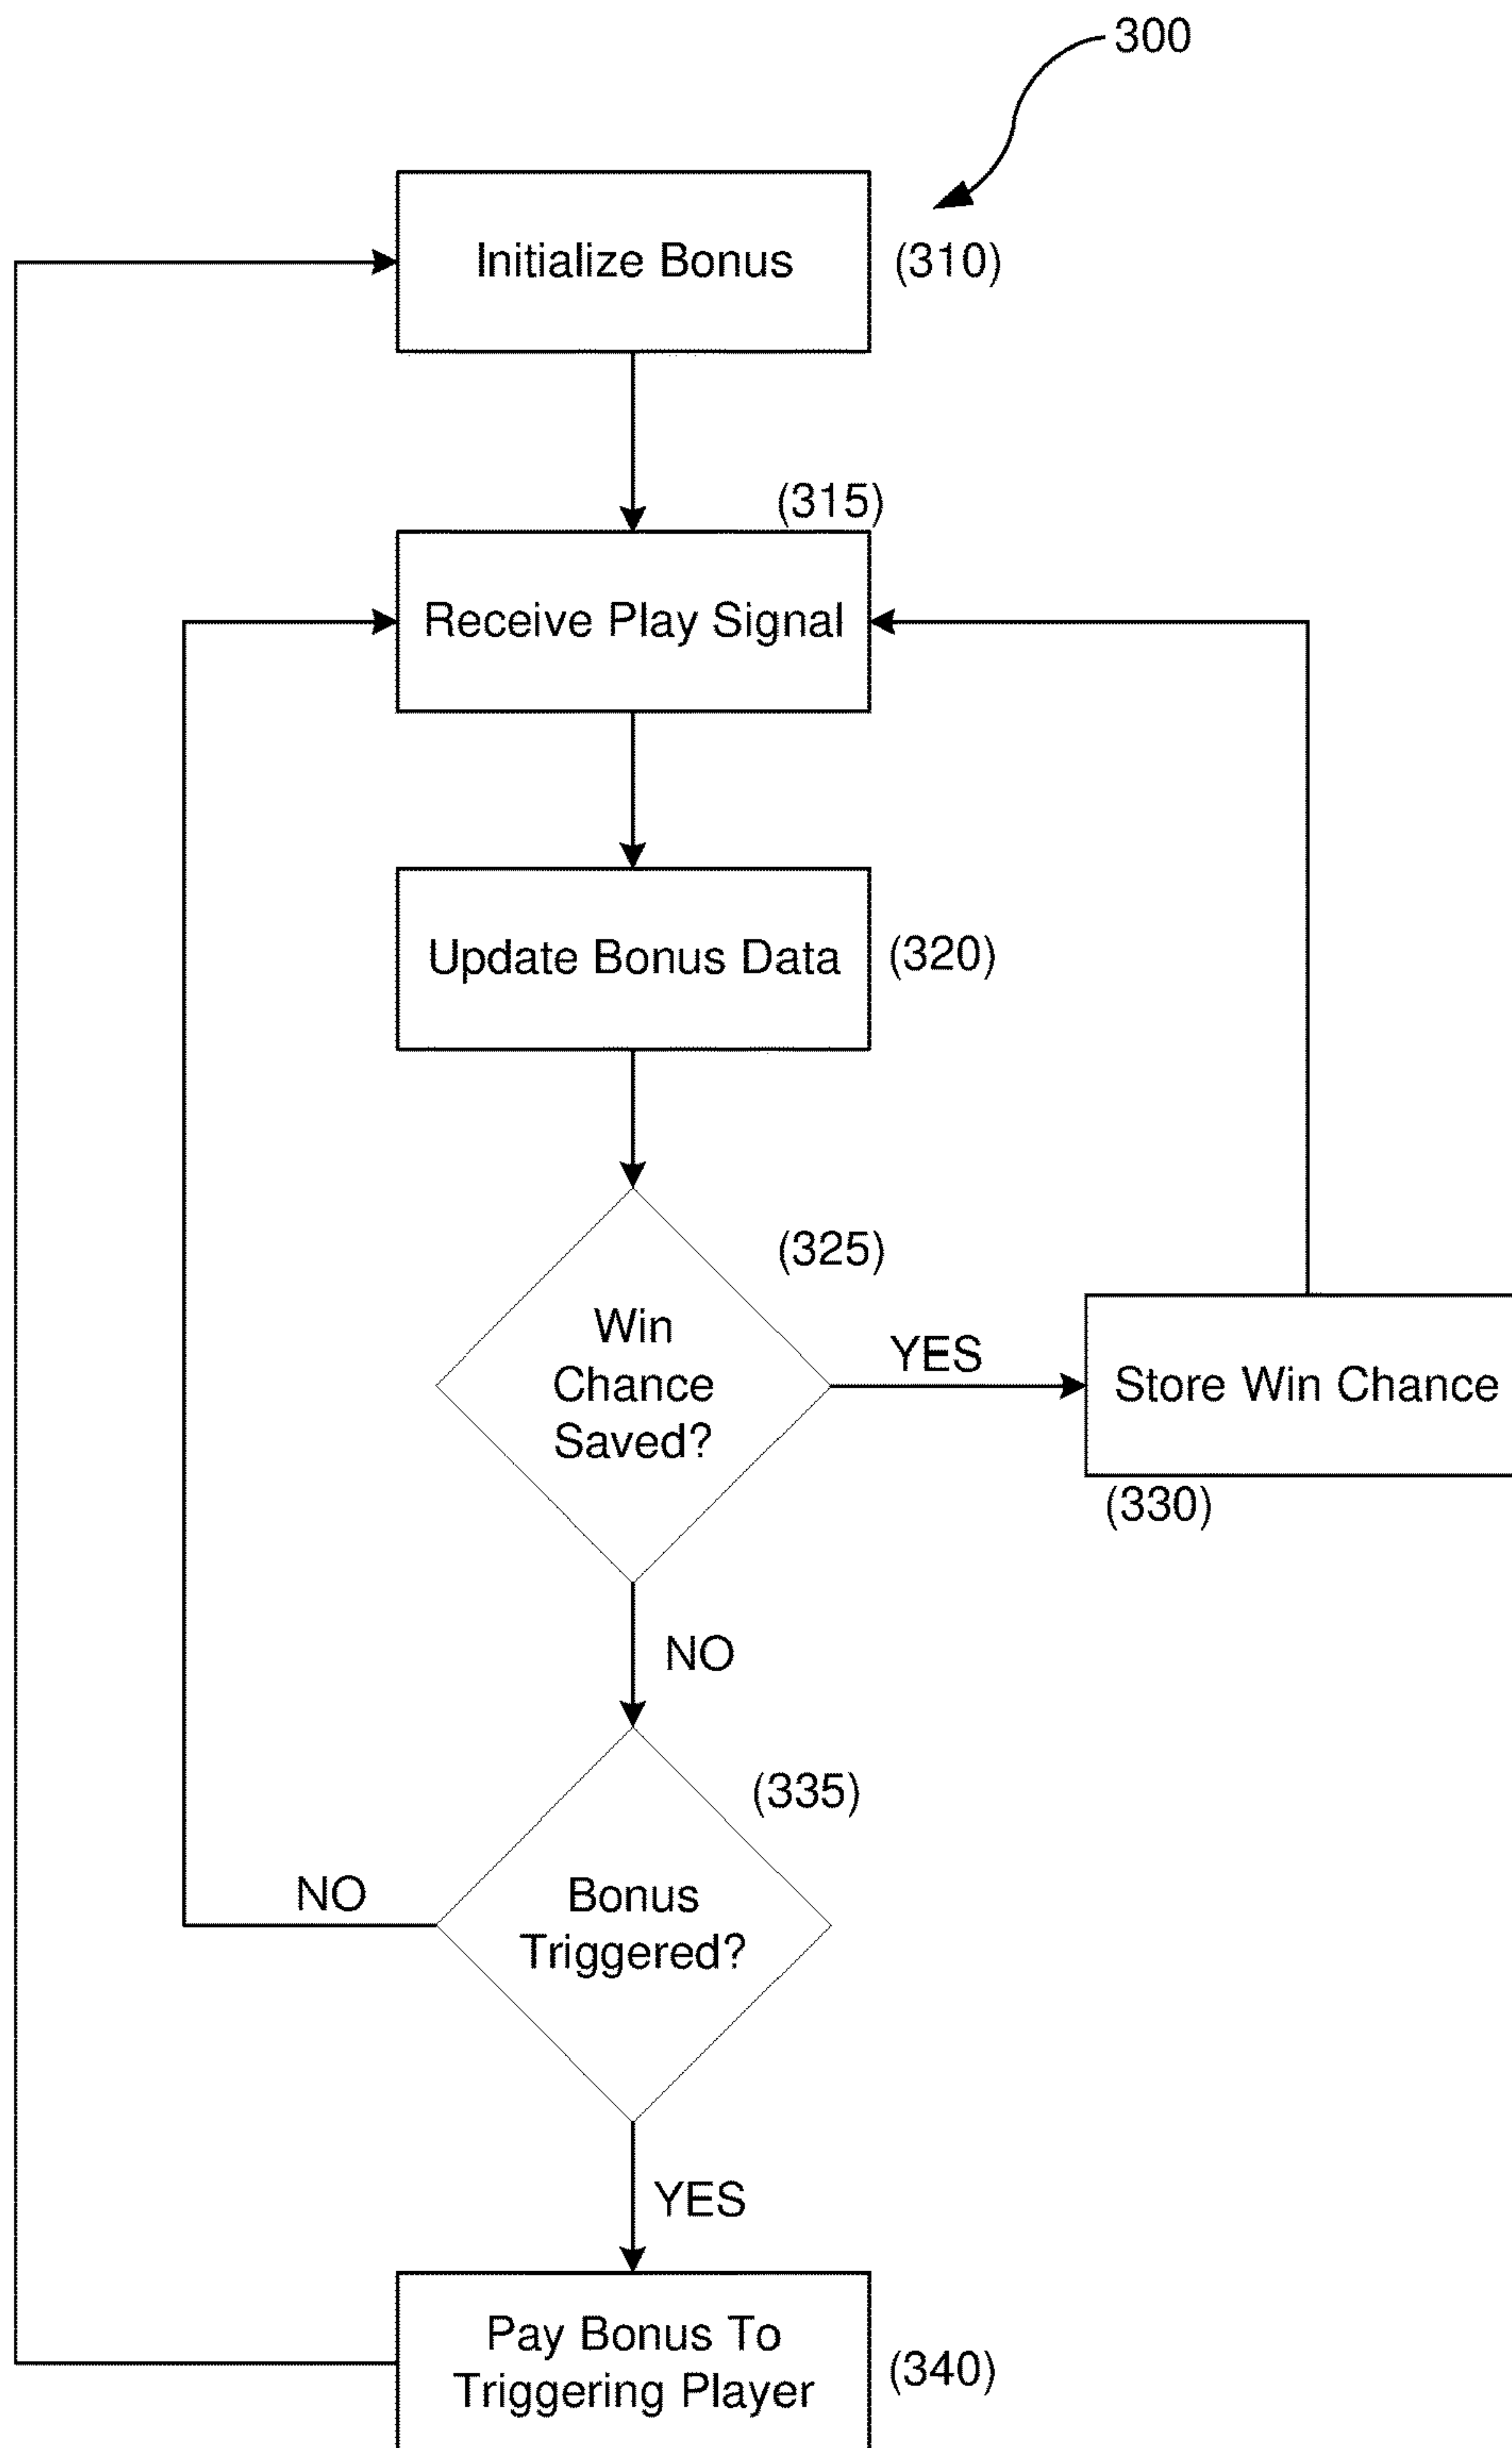 300
Initialize Bonus
(310)
(315)
Receive Play Signal
Update Bonus Data
(320)
(325)
Win
Chance
Saved?
YES
Store Win Chance
(330)
NO
(335)
Bonus
Triggered?
NO
YES
Pay Bonus To
Triggering Player
(340)